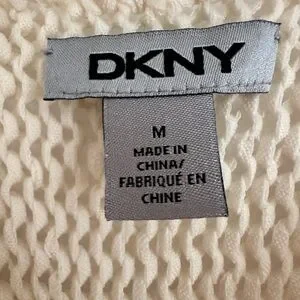 DKNY
M
MADE IN
CHINA/
FABRIQUÉ EN
CHINE